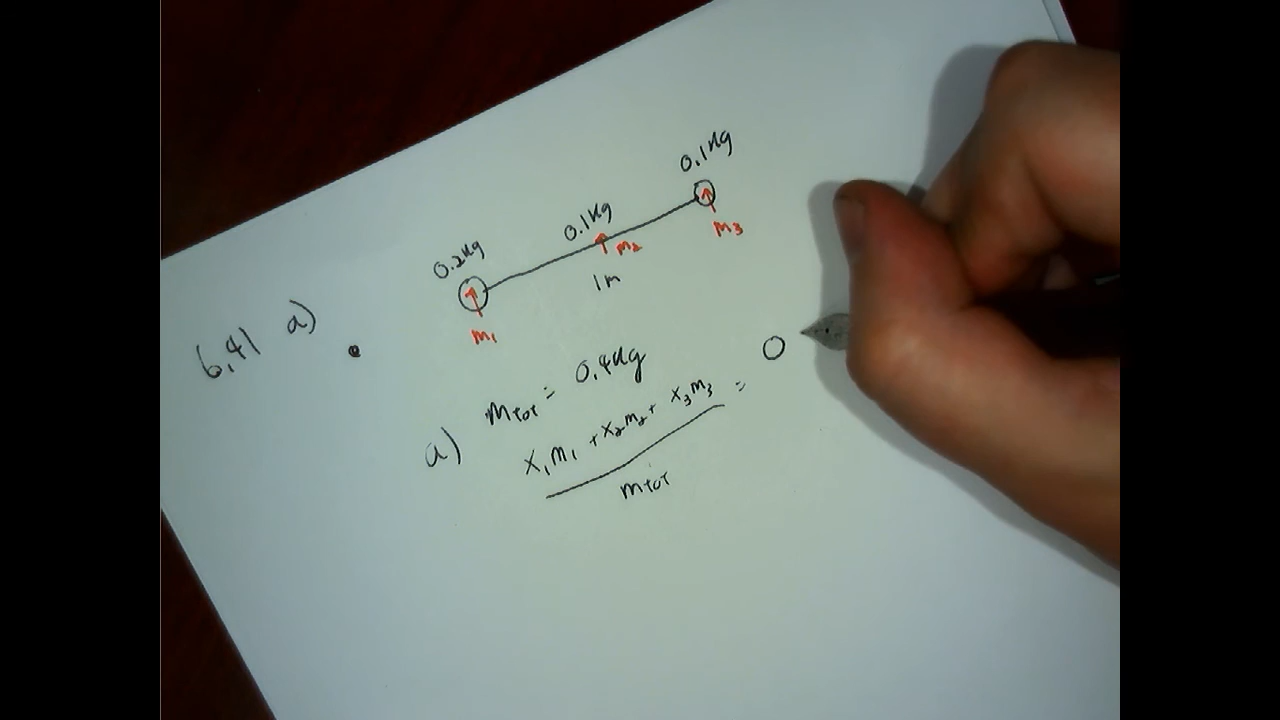 0.1Kg
0.1Kg
0.2Kg
m3
m2
1m
m1
6,41 a)
mtot = 0.4Kg
a) x1m1 + x2m2 + x3m3 = 0
mtot